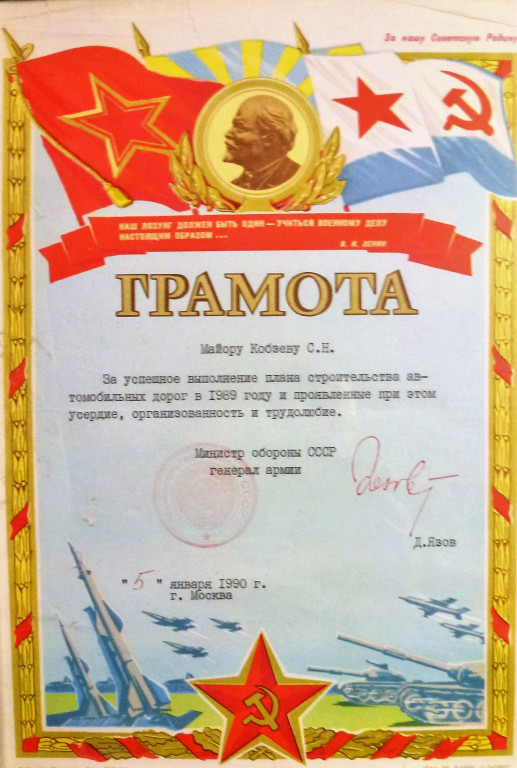 За нашу Советскую Родину
НАШ ЛОЗУНГ ДОЛЖЕН БЫТЬ ОДИН — УЧИТЬСЯ ВОЕННОМУ ДЕЛУ
НАСТОЯЩИМ ОБРАЗОМ ...
В. И. ЛЕНИН
ГРАМОТА
Майору Кобзеву С.Н.
За успешное выполнение плана строительства ав-
томобильных дорог в 1989 году и проявленные при этом
усердие, организованность и трудолюбие.
Министр обороны СССР
генерал армии
Д.Язов
"5" января 1990 г.
г. Москва